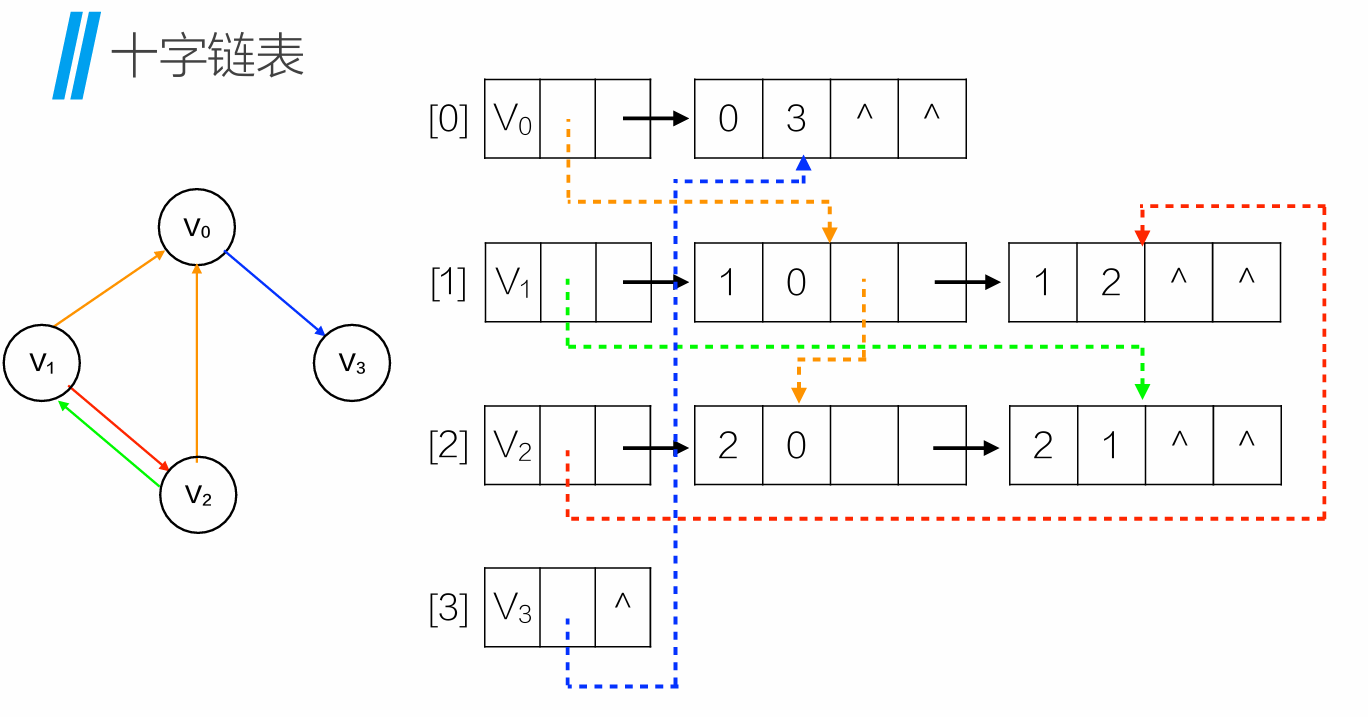 十字链表
[0] V₀ 0 3 ^ ^
V₀
[1] V₁ 1 0 1 2 ^ ^
V₁ V₃
[2] V₂ 2 0 2 1 ^ ^
V₂
[3] V₃ ^